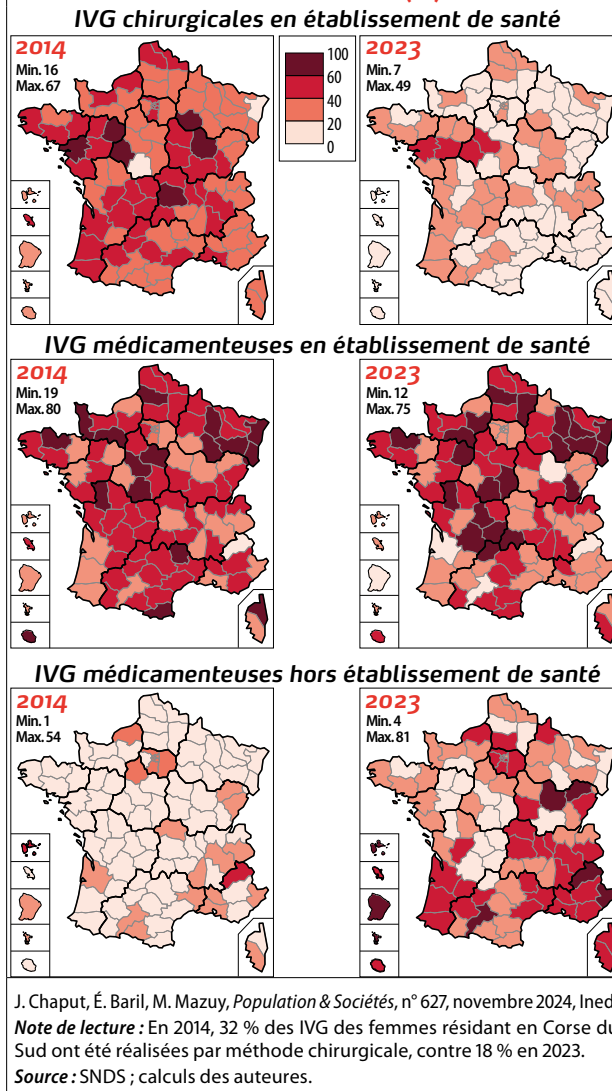 IVG chirurgicales en établissement de santé
2014
Min. 16
Max. 67
100
60
40
20
0
2023
Min. 7
Max. 49
IVG médicamenteuses en établissement de santé
2014
Min. 19
Max. 80
2023
Min. 12
Max. 75
IVG médicamenteuses hors établissement de santé
2014
Min. 1
Max. 54
2023
Min. 4
Max. 81
J. Chaput, É. Baril, M. Mazuy, Population & Sociétés, n° 627, novembre 2024, Ined
Note de lecture : En 2014, 32 % des IVG des femmes résidant en Corse du
Sud ont été réalisées par méthode chirurgicale, contre 18 % en 2023.
Source : SNDS ; calculs des auteures.